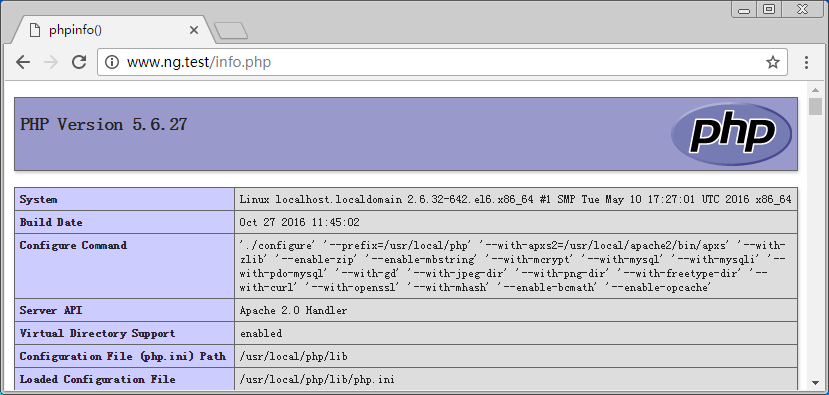 phpinfo()
www.ng.test/info.php
PHP Version 5.6.27
php
System Linux localhost.localdomain 2.6.32-642.el6.x86_64 #1 SMP Tue May 10 17:27:01 UTC 2016 x86_64
Build Date Oct 27 2016 11:45:02
Configure Command './configure' '--prefix=/usr/local/php' '--with-apxs2=/usr/local/apache2/bin/apxs' '--with-
zlib' '--enable-zip' '--enable-mbstring' '--with-mcrypt' '--with-mysql' '--with-mysqli' '--
with-pdo-mysql' '--with-gd' '--with-jpeg-dir' '--with-png-dir' '--with-freetype-dir' '--
with-curl' '--with-openssl' '--with-mhash' '--enable-bcmath' '--enable-opcache'
Server API Apache 2.0 Handler
Virtual Directory Support enabled
Configuration File (php.ini) Path /usr/local/php/lib
Loaded Configuration File /usr/local/php/lib/php.ini